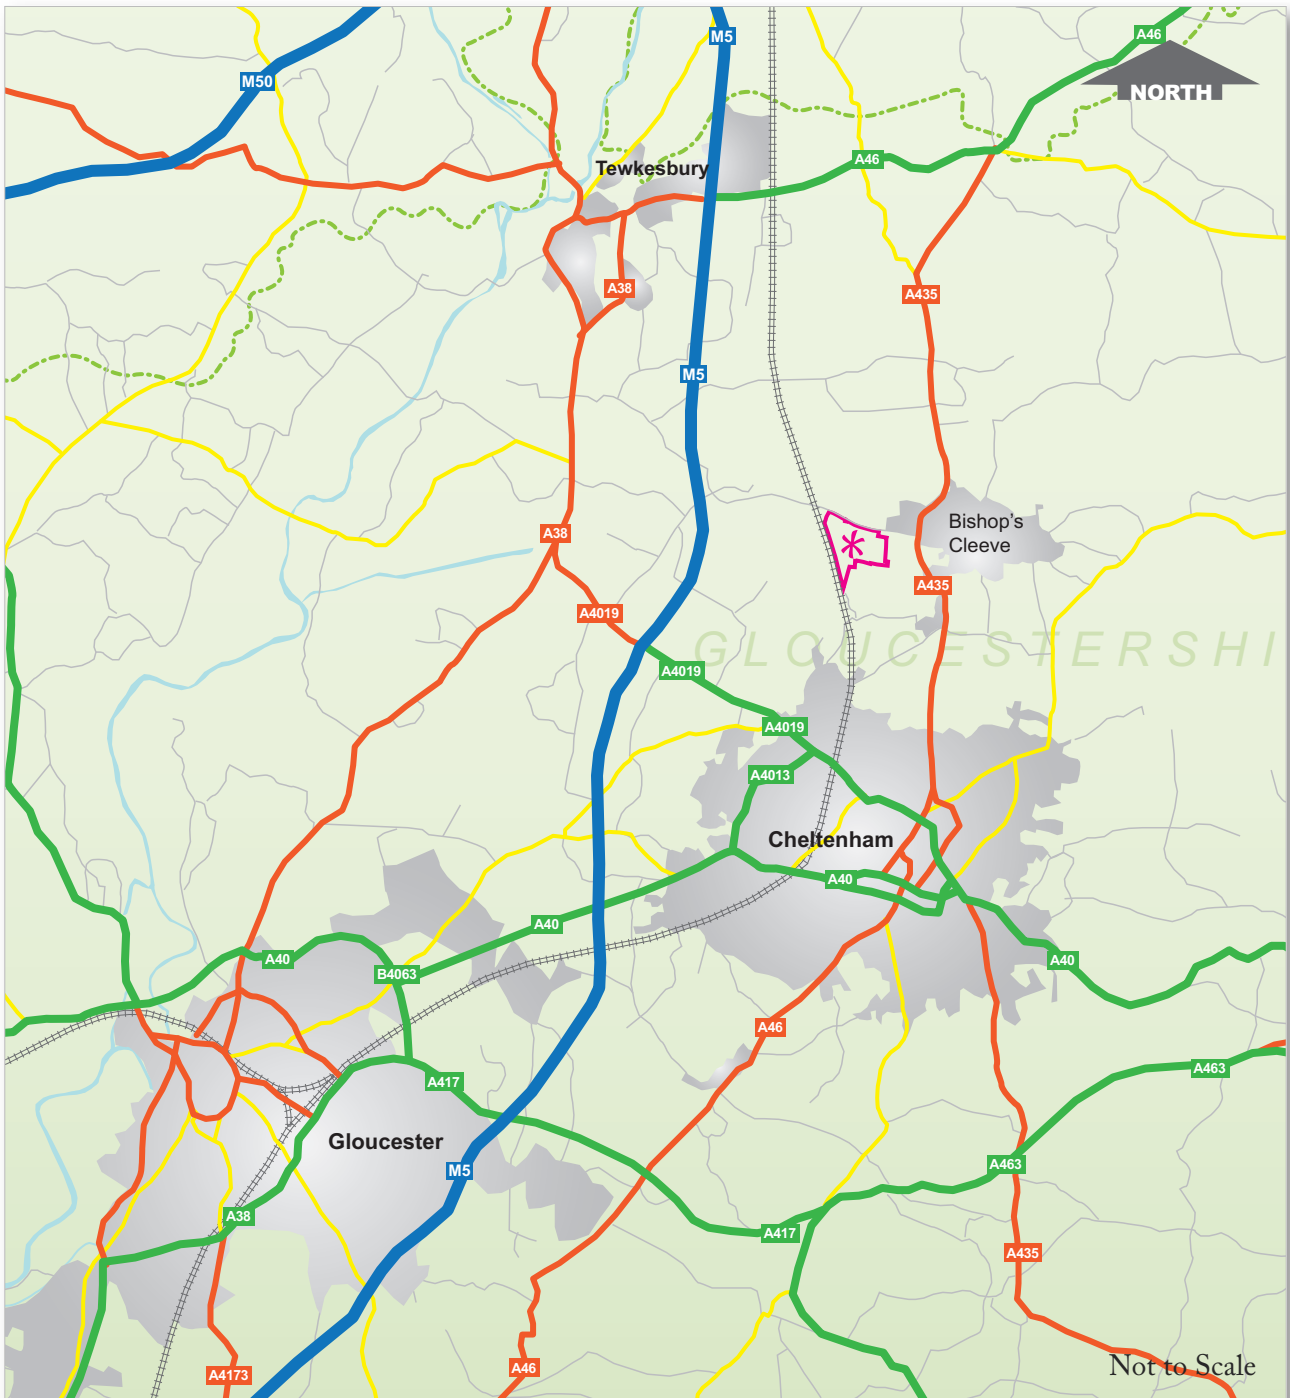 M5
A46
M50
NORTH
A46
Tewkesbury
A38
A435
M5
Bishop's
Cleeve
A38
A435
A4019
GLOUCESTERSHI
A4019
A4019
A4013
Cheltenham
A40
A40
A40
A40
B4063
A46
A463
A417
Gloucester
A463
M5
A38
A417
A435
Not to Scale
A46
A4173